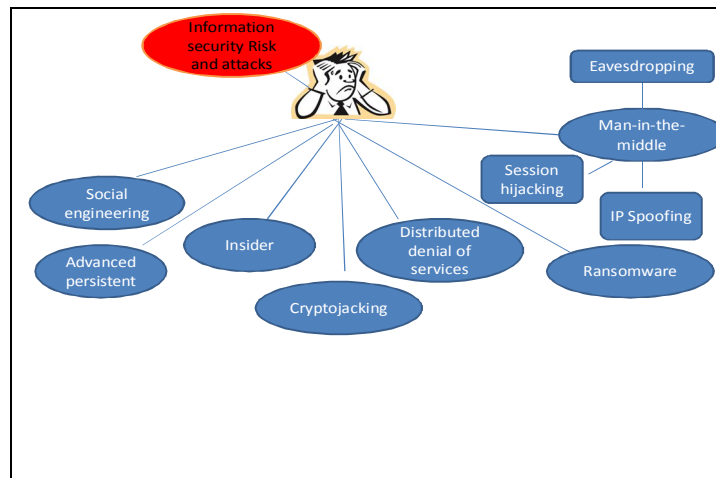 Information
security Risk
and attacks
Eavesdropping
Man-in-the-
middle
Session
hijacking
IP Spoofing
Social
engineering
Insider
Distributed
denial of
services
Advanced
persistent
Ransomware
Cryptojacking